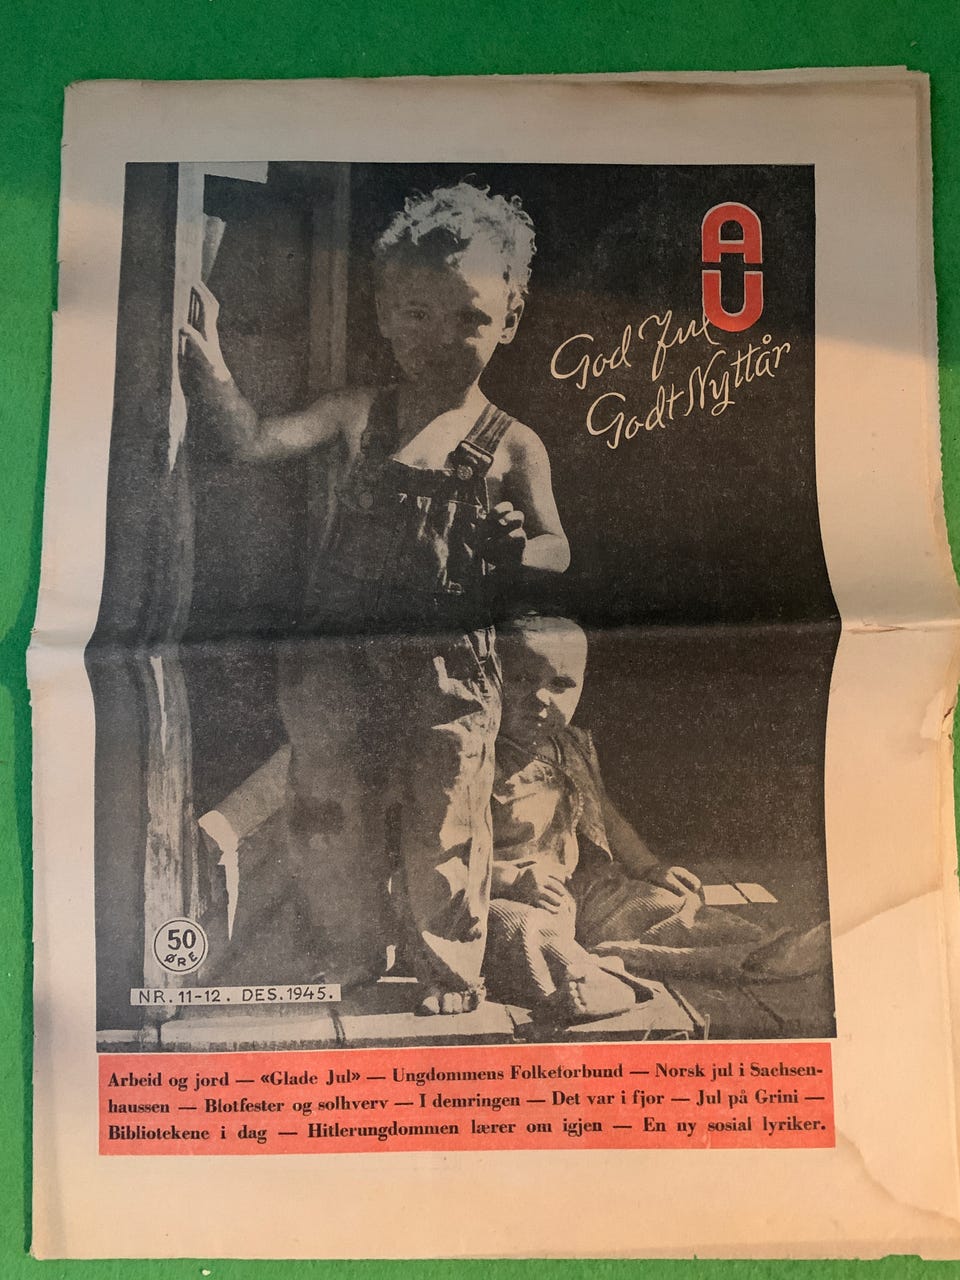 A
U
God Jul
Godt Nyttår
50
ØRE
NR. 11-12. DES. 1945.
Arbeid og jord — «Glade Jul» — Ungdommens Folkeforbund — Norsk jul i Sachsen-
haussen — Blotfester og solhverv — I demringen — Det var i fjor — Jul på Grini —
Bibliotekene i dag — Hitlerungdommen lærer om igjen — En ny sosial lyriker.